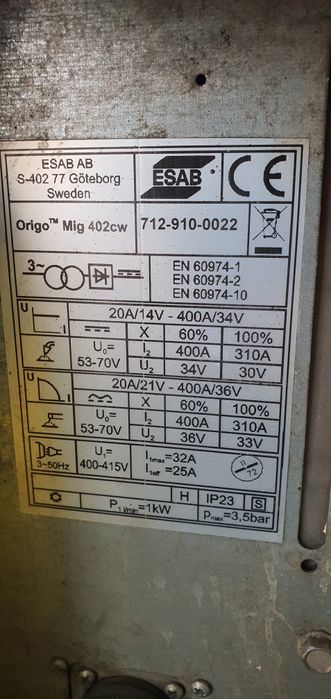 ESAB AB
S-402 77 Göteborg
Sweden
ESAB
CE
Origo™ Mig 402cw
712-910-0022
3~
EN 60974-1
EN 60974-2
EN 60974-10
U
I
20A/14V - 400A/34V
U₀=
53-70V
X 60% 100%
I₂ 400A 310A
U₂ 34V 30V
U
I
20A/21V - 400A/36V
U₀=
53-70V
X 60% 100%
I₂ 400A 310A
U₂ 36V 33V
3~50Hz
U₁=
400-415V
I1max=32A
I1eff=25A
H IP23 S
P1 l/min=1kW
Pmax=3,5bar